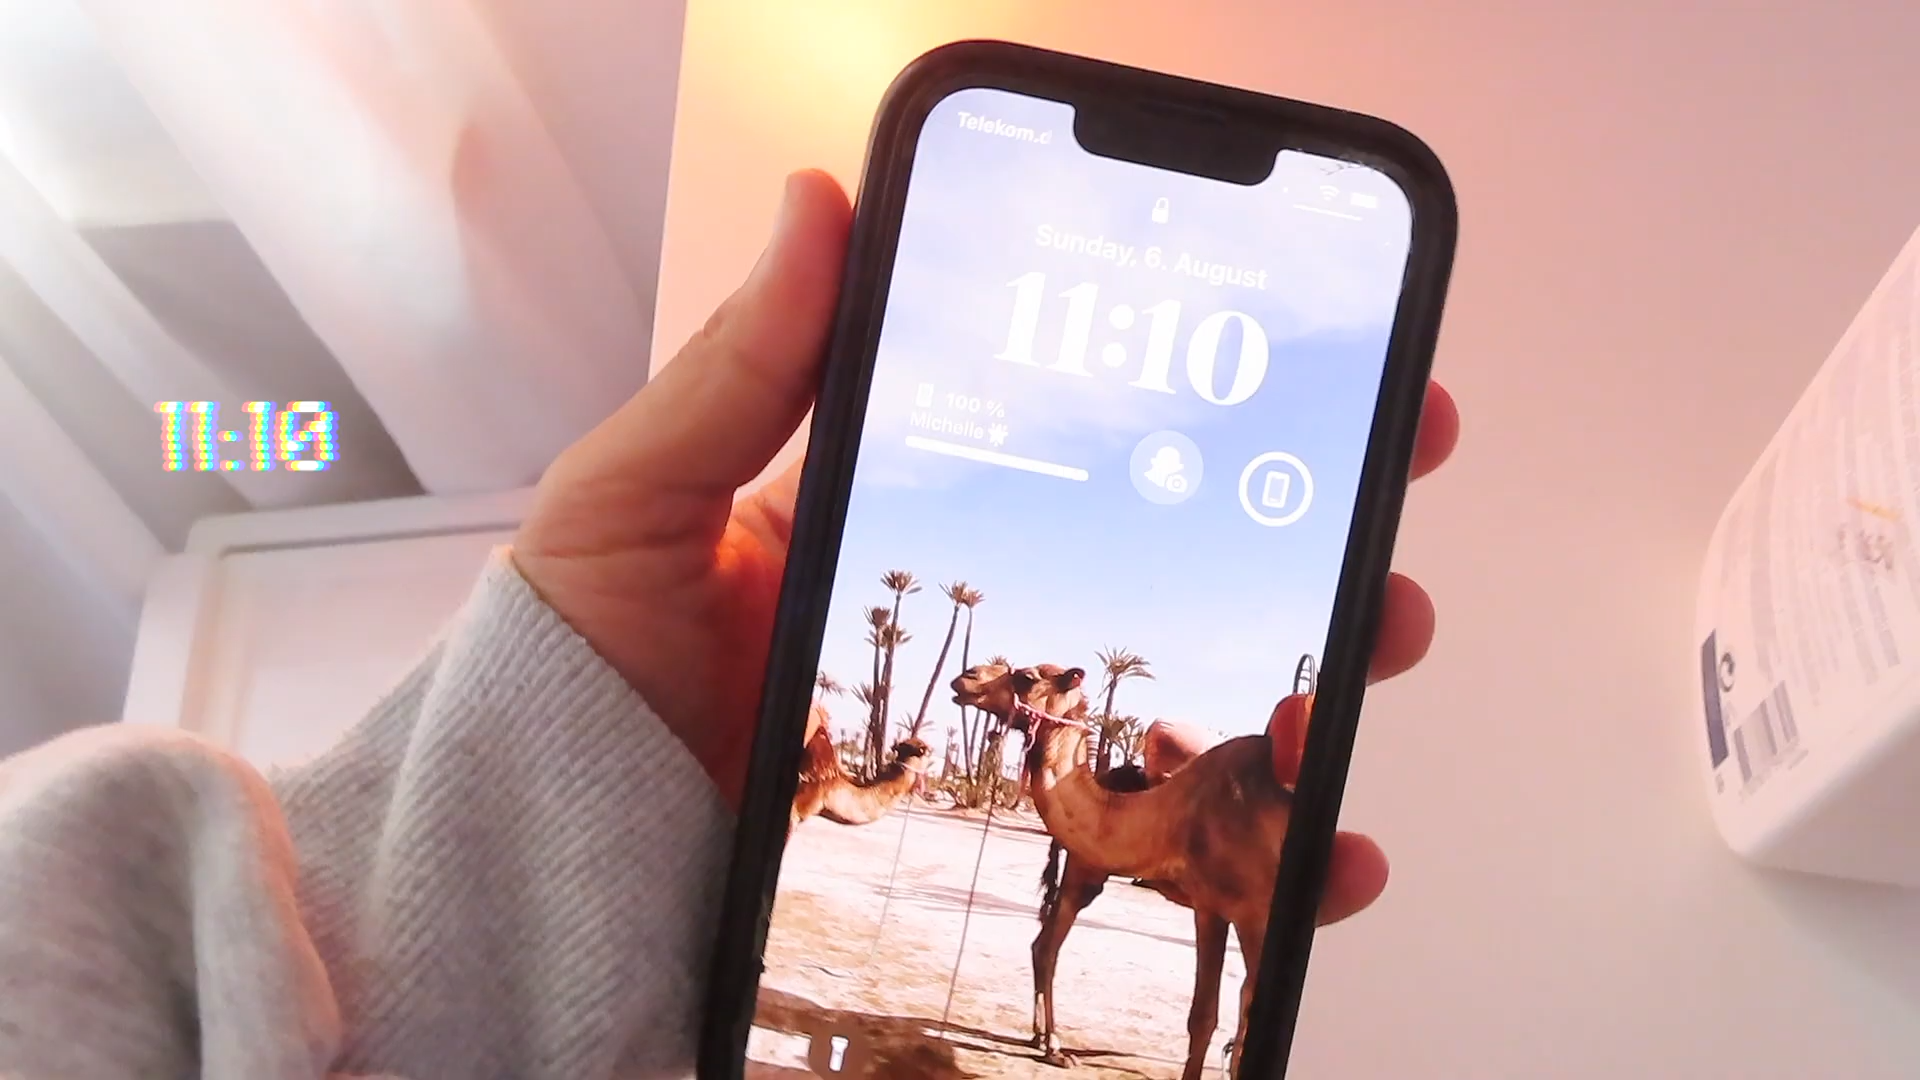 Telekom.d
Sunday, 6. August
11:10
100 %
Michelle
11:10